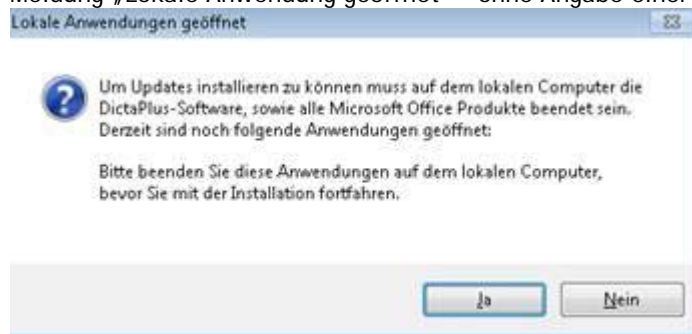 Meldung „Lokale Anwendung geöffnet“ ohne Angabe einer
Lokale Anwendungen geöffnet
Um Updates installieren zu können muss auf dem lokalen Computer die
DictaPlus-Software, sowie alle Microsoft Office Produkte beendet sein.
Derzeit sind noch folgende Anwendungen geöffnet:
Bitte beenden Sie diese Anwendungen auf dem lokalen Computer,
bevor Sie mit der Installation fortfahren.
Ja
Nein